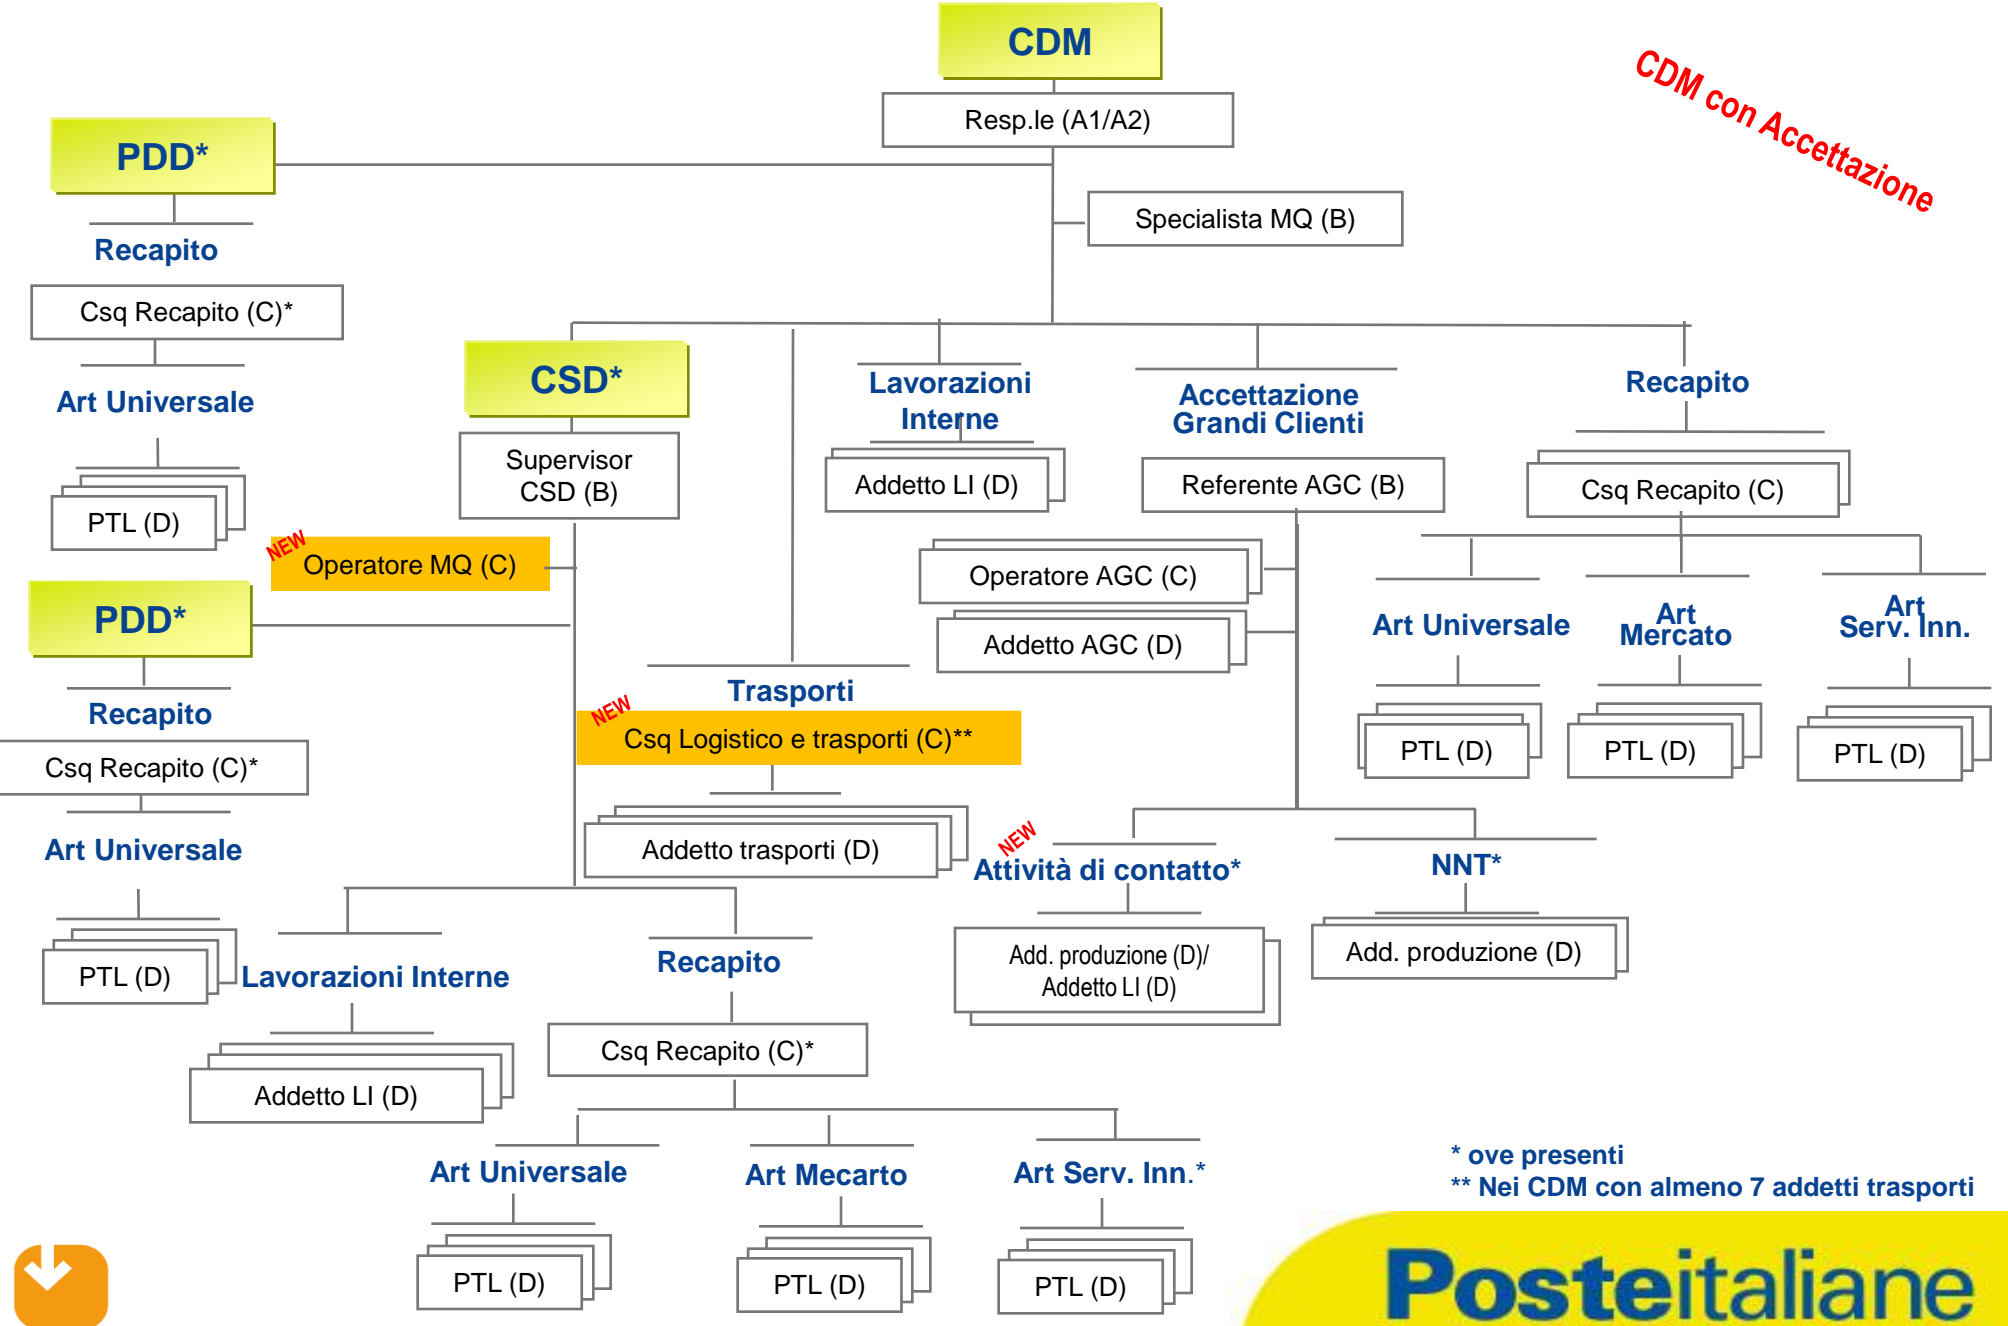 CDM
CDM con Accettazione
Resp.le (A1/A2)
PDD*
Specialista MQ (B)
Recapito
Csq Recapito (C)*
Art Universale
PTL (D)
CSD*
Supervisor
CSD (B)
NEW
Operatore MQ (C)
Lavorazioni
Interne
Addetto LI (D)
Accettazione
Grandi Clienti
Referente AGC (B)
Operatore AGC (C)
Addetto AGC (D)
Recapito
Csq Recapito (C)
Art Universale
PTL (D)
Art
Mercato
PTL (D)
Art
Serv. Inn.
PTL (D)
PDD*
Recapito
Csq Recapito (C)*
Art Universale
PTL (D)
Trasporti
NEW
Csq Logistico e trasporti (C)**
Addetto trasporti (D)
NEW
Attività di contatto*
Add. produzione (D)/
Addetto LI (D)
NNT*
Add. produzione (D)
Lavorazioni Interne
Addetto LI (D)
Recapito
Csq Recapito (C)*
Art Universale
PTL (D)
Art Mecarto
PTL (D)
Art Serv. Inn.*
PTL (D)
* ove presenti
** Nei CDM con almeno 7 addetti trasporti
Posteitaliane